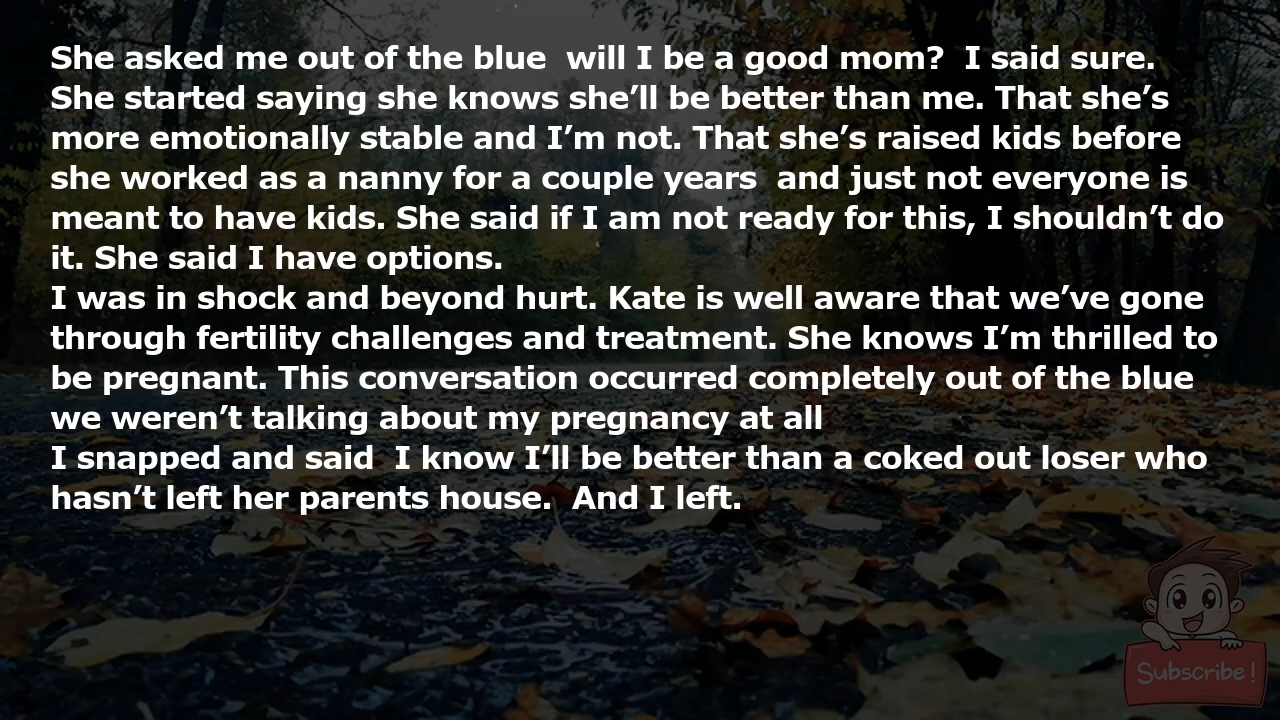 She asked me out of the blue  will I be a good mom?  I said sure.
She started saying she knows she’ll be better than me. That she’s
more emotionally stable and I’m not. That she’s raised kids before
she worked as a nanny for a couple years  and just not everyone is
meant to have kids. She said if I am not ready for this, I shouldn’t do
it. She said I have options.
I was in shock and beyond hurt. Kate is well aware that we’ve gone
through fertility challenges and treatment. She knows I’m thrilled to
be pregnant. This conversation occurred completely out of the blue
we weren’t talking about my pregnancy at all
I snapped and said  I know I’ll be better than a coked out loser who
hasn’t left her parents house.  And I left.
Subscribe!